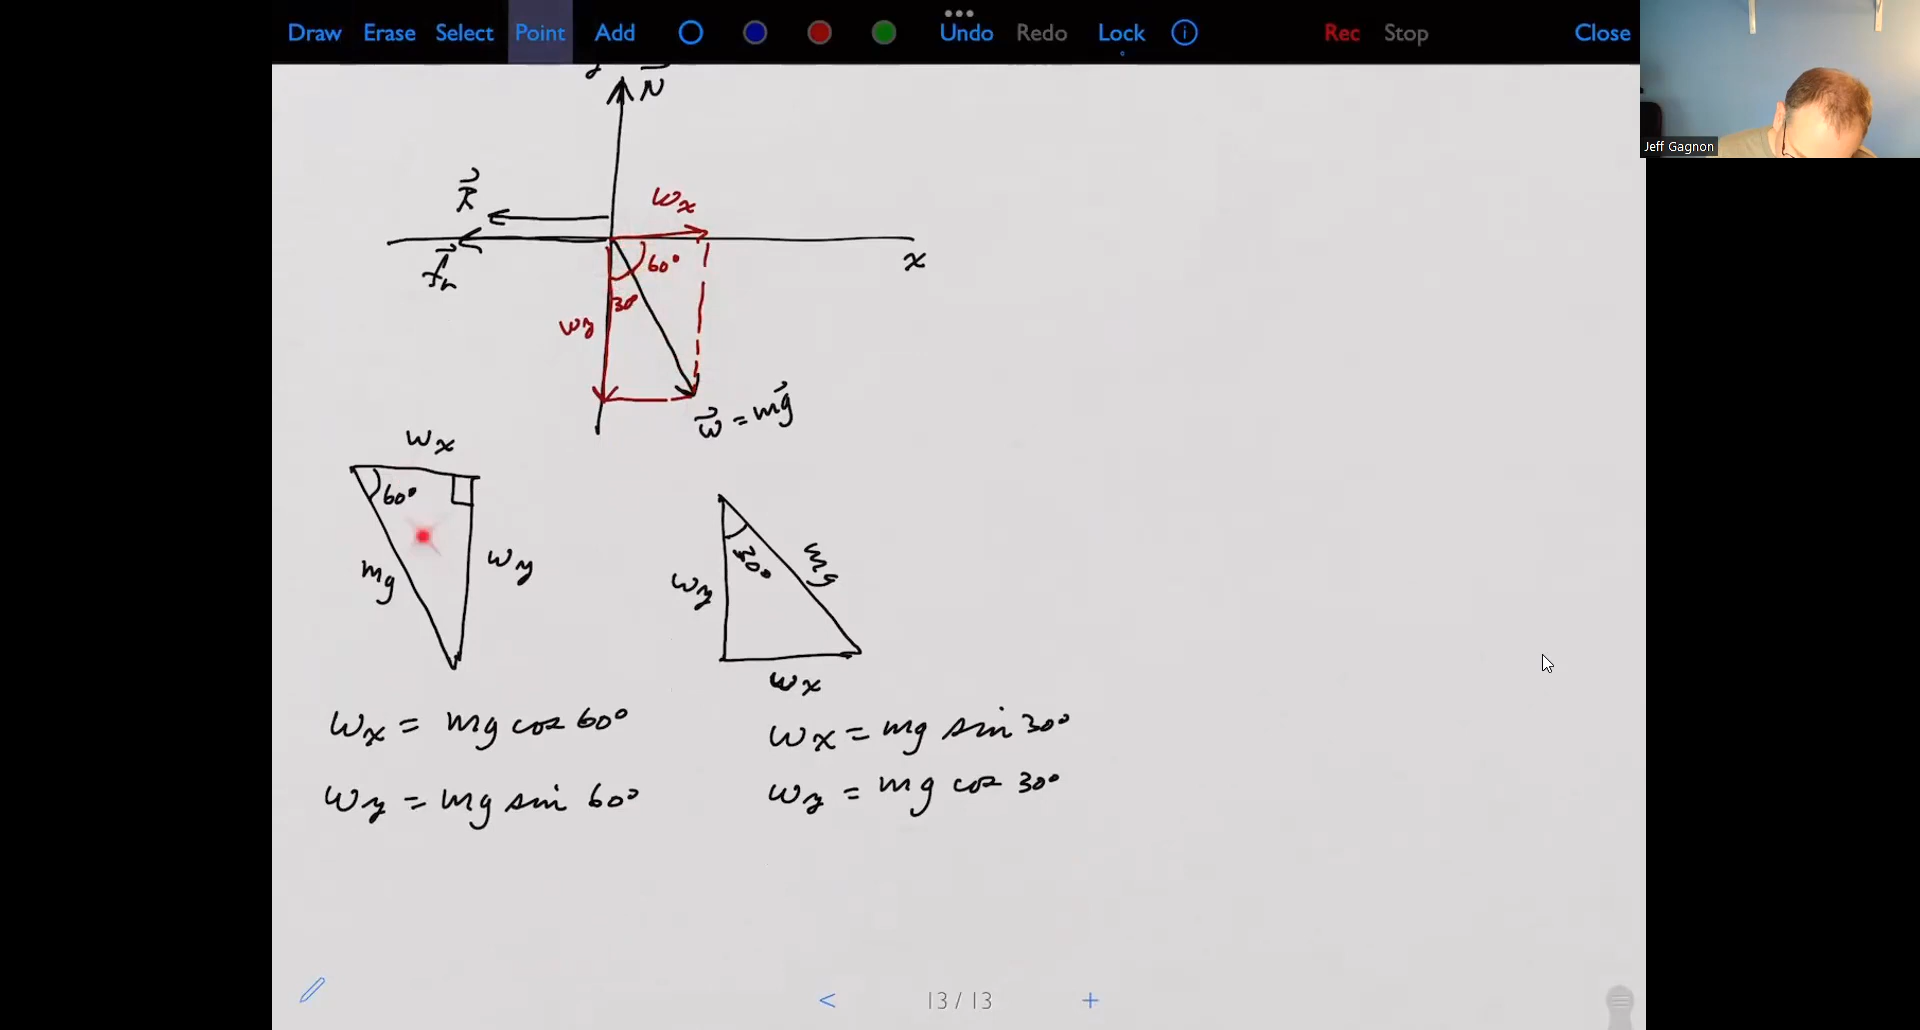 Draw Erase Select Point Add Undo Redo Lock Rec Stop Close
Jeff Gagnon
N
R
wx
x
fr
60°
30°
wy
w = mg
wx
60°
mg
wy
30°
mg
wy
wx
wx = mg cos 60°
wx = mg sin 30°
wy = mg sin 60°
wy = mg cos 30°
< 13 / 13 +